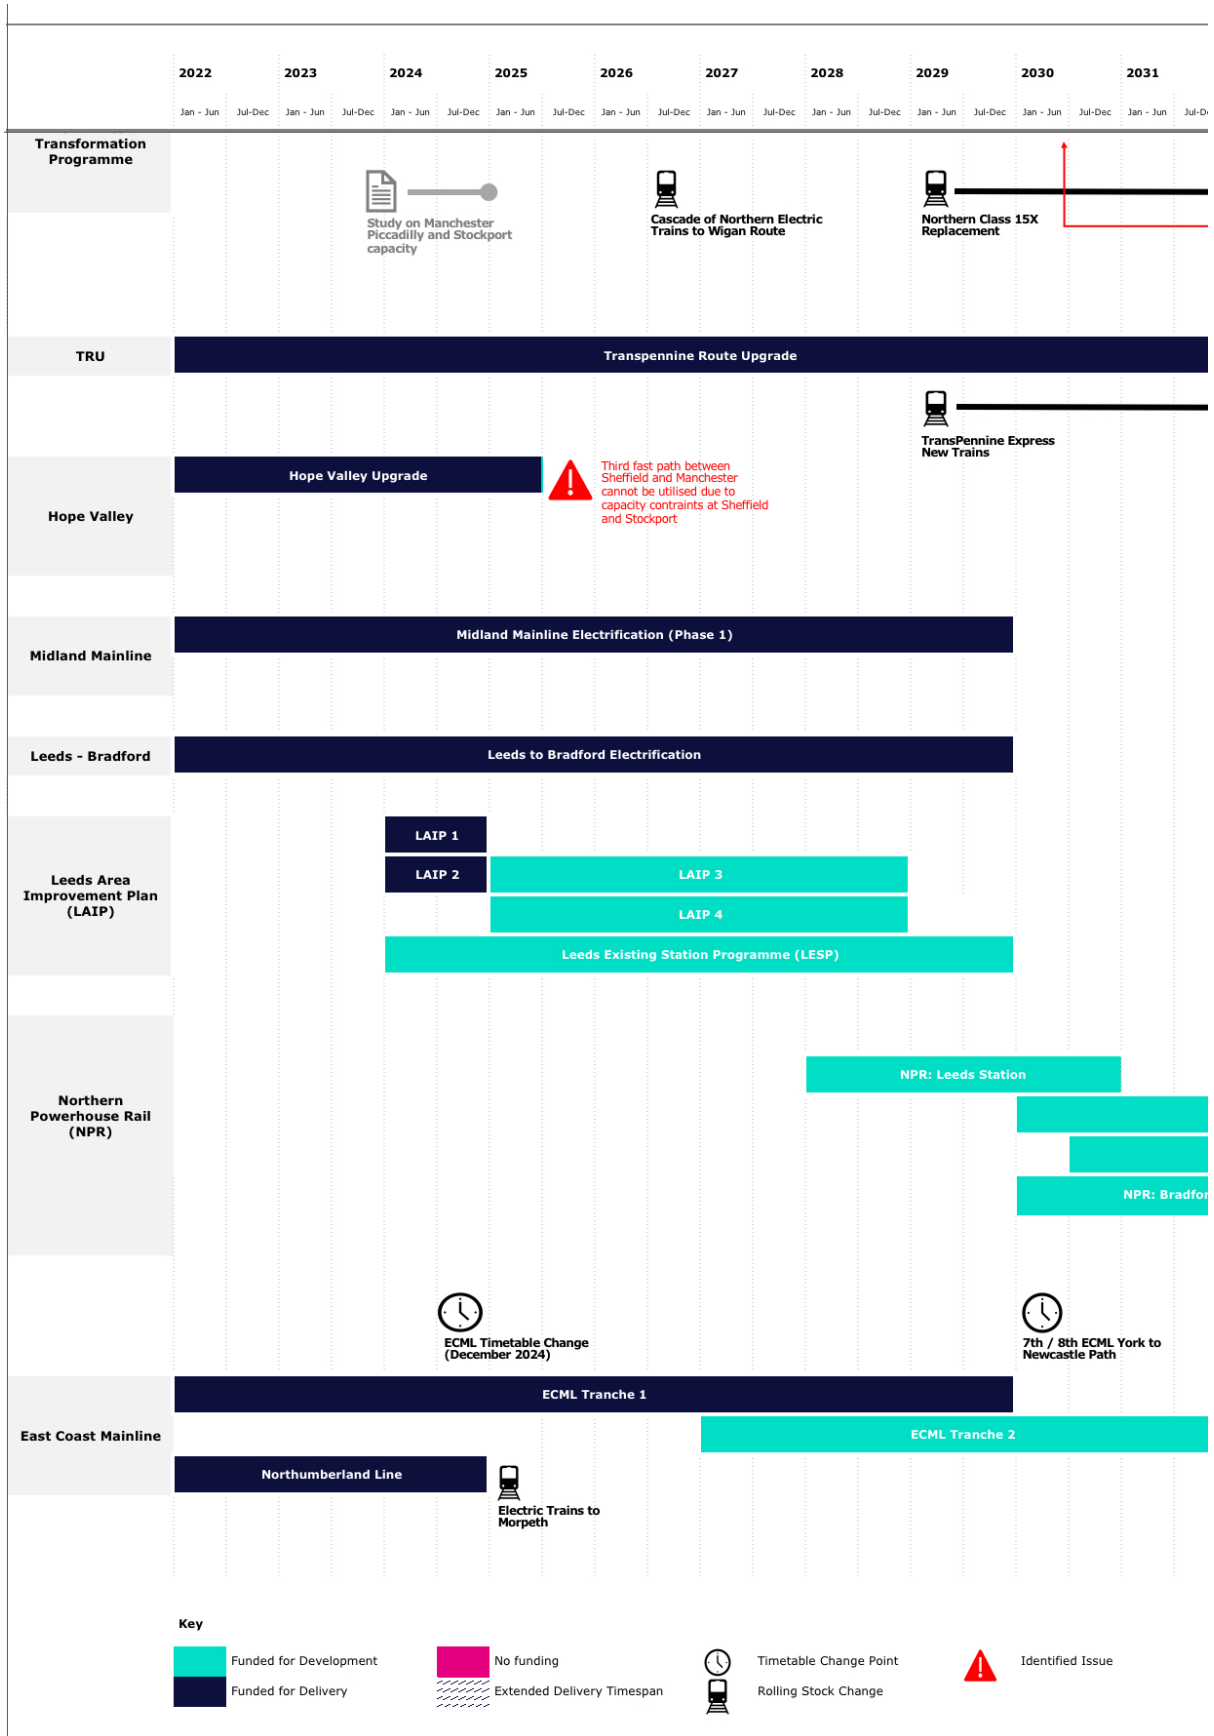 2022 2023 2024 2025 2026 2027 2028 2029 2030 2031
Jan - Jun Jul-Dec Jan - Jun Jul-Dec Jan - Jun Jul-Dec Jan - Jun Jul-Dec Jan - Jun Jul-Dec Jan - Jun Jul-Dec Jan - Jun Jul-Dec Jan - Jun Jul-Dec Jan - Jun Jul-Dec Jan - Jun
Transformation
Programme
Study on Manchester
Piccadilly and Stockport
capacity
Cascade of Northern Electric
Trains to Wigan Route
Northern Class 15X
Replacement
TRU
Transpennine Route Upgrade
TransPennine Express
New Trains
Hope Valley
Hope Valley Upgrade
Third fast path between
Sheffield and Manchester
cannot be utilised due to
capacity contraints at Sheffield
and Stockport
Midland Mainline
Midland Mainline Electrification (Phase 1)
Leeds - Bradford
Leeds to Bradford Electrification
Leeds Area
Improvement Plan
(LAIP)
LAIP 1
LAIP 2
LAIP 3
LAIP 4
Leeds Existing Station Programme (LESP)
Northern
Powerhouse Rail
(NPR)
NPR: Leeds Station
NPR:
ECML Timetable Change
(December 2024)
7th / 8th ECML York to
Newcastle Path
East Coast Mainline
ECML Tranche 1
ECML Tranche 2
Northumberland Line
Electric Trains to
Morpeth
Key
Funded for Development
Funded for Delivery
No funding
Extended Delivery Timespan
Timetable Change Point
Rolling Stock Change
Identified Issue